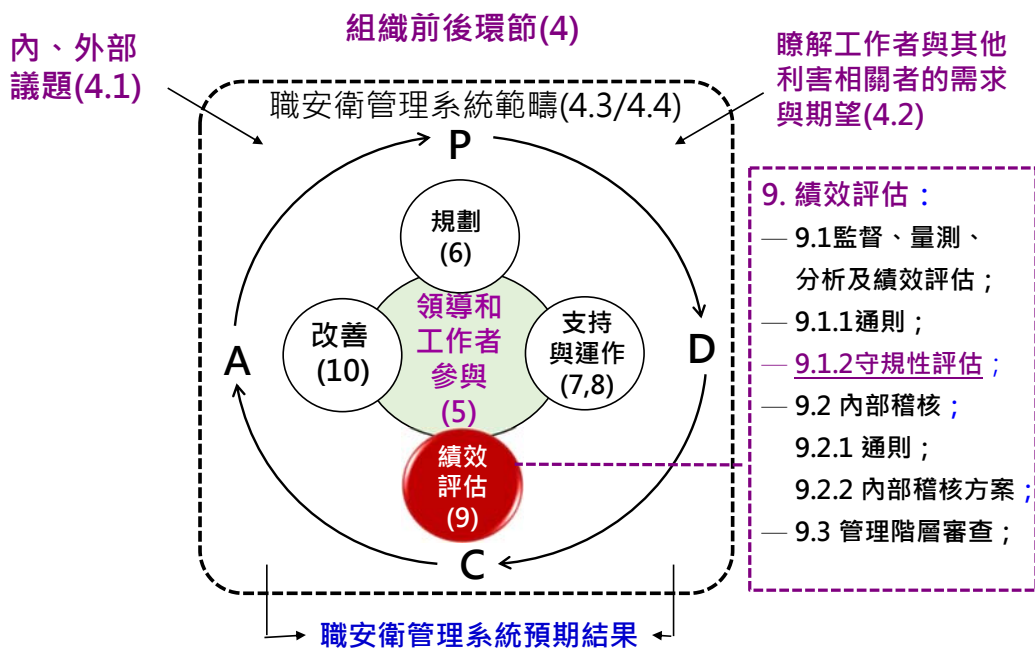 組織前後環節(4)
內、外部
議題(4.1)
瞭解工作者與其他
利害相關者的需求
與期望(4.2)
職安衛管理系統範疇(4.3/4.4)
P
規劃
(6)
領導和
工作者
參與
(5)
改善
(10)
支持
與運作
(7,8)
A
D
績效
評估
(9)
C
9. 績效評估：
— 9.1監督、量測、
分析及績效評估；
— 9.1.1通則；
— 9.1.2守規性評估；
— 9.2 內部稽核；
9.2.1 通則；
9.2.2 內部稽核方案；
— 9.3 管理階層審查；
職安衛管理系統預期結果